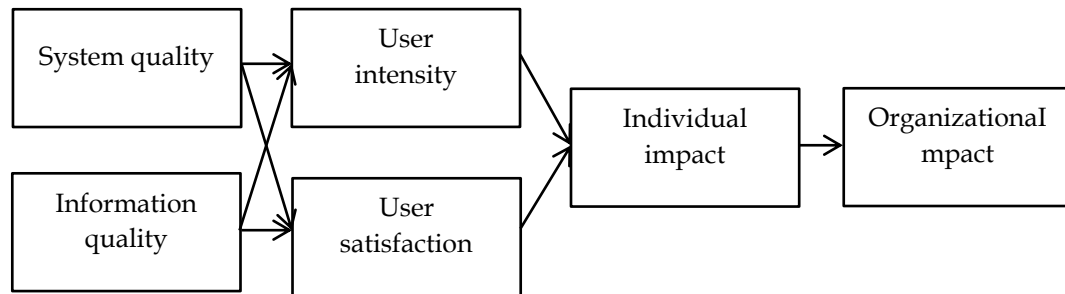 System quality
User
intensity
Information
quality
User
satisfaction
Individual
impact
OrganizationaI
mpact